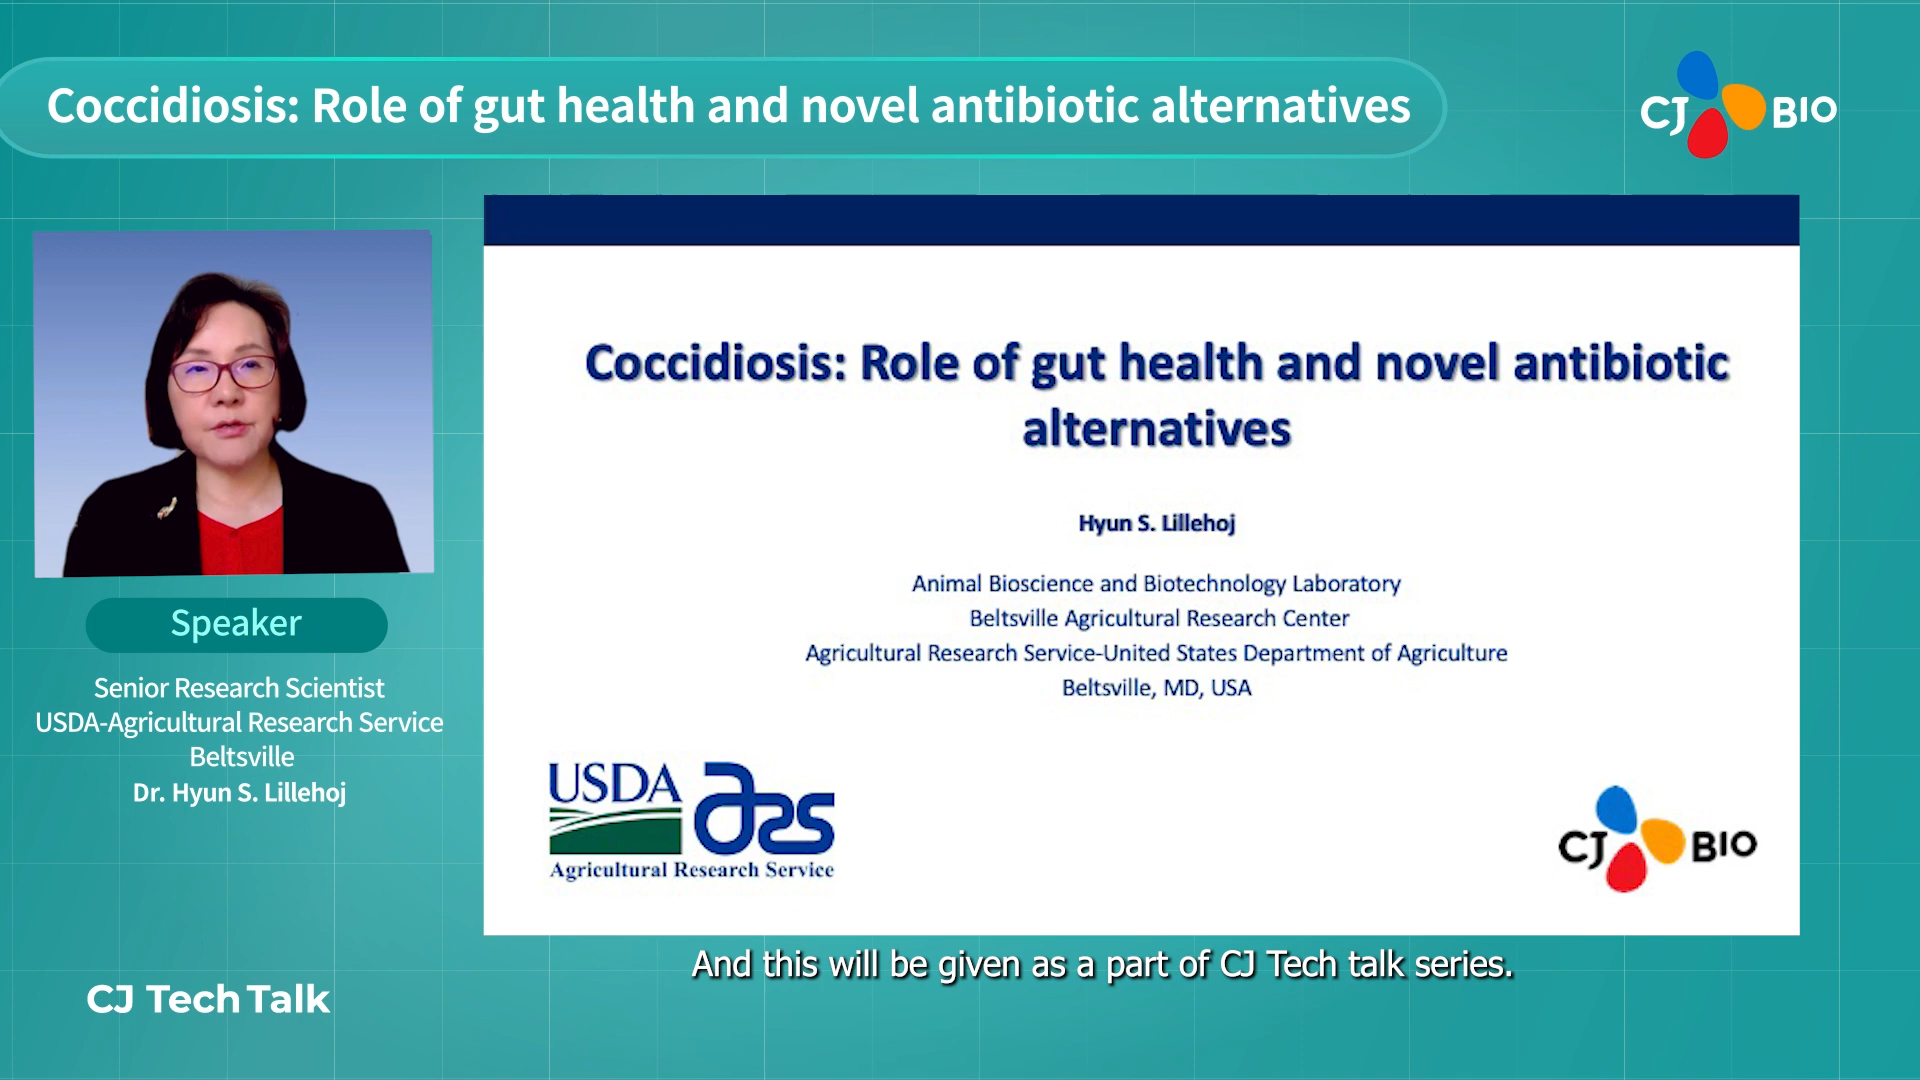 Coccidiosis: Role of gut health and novel antibiotic alternatives
CJ BIO
Coccidiosis: Role of gut health and novel antibiotic
alternatives
Hyun S. Lillehoj
Animal Bioscience and Biotechnology Laboratory
Beltsville Agricultural Research Center
Agricultural Research Service-United States Department of Agriculture
Beltsville, MD, USA
Speaker
Senior Research Scientist
USDA-Agricultural Research Service
Beltsville
Dr. Hyun S. Lillehoj
USDA ars
Agricultural Research Service
CJ BIO
And this will be given as a part of CJ Tech talk series.
CJ Tech Talk